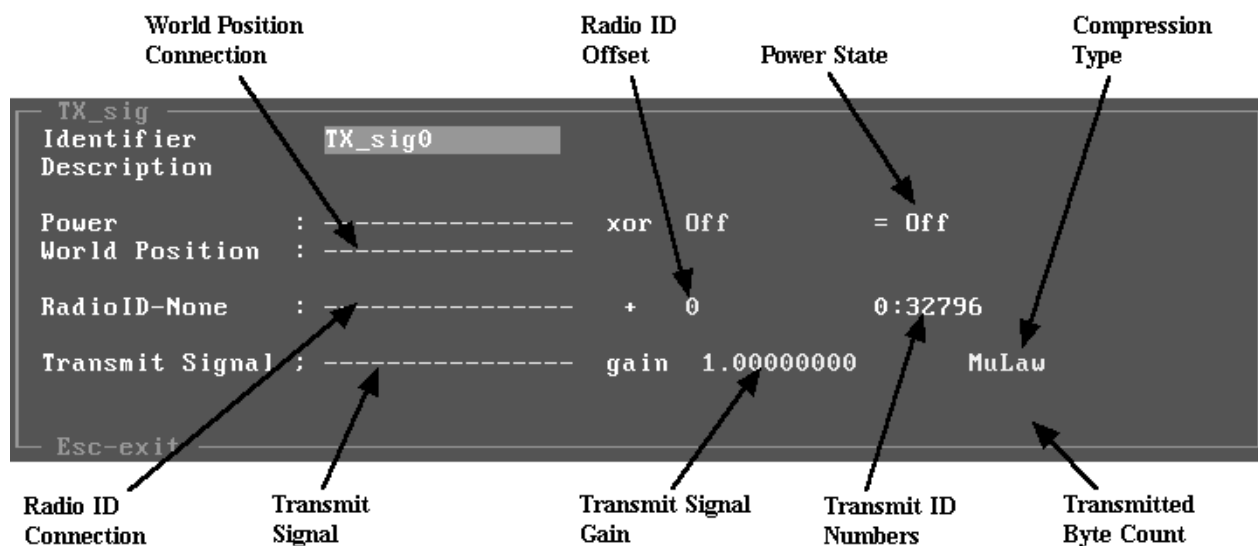 World Position
Connection
Radio ID
Offset
Power State
Compression
Type
TX_sig
Identifier TX_sig0
Description
Power : --------------- xor Off = Off
World Position : ---------------
RadioID-None : --------------- + 0 0:32796
Transmit Signal ; --------------- gain 1.00000000 MuLaw
Esc-exit
Radio ID
Connection
Transmit
Signal
Transmit Signal
Gain
Transmit ID
Numbers
Transmitted
Byte Count